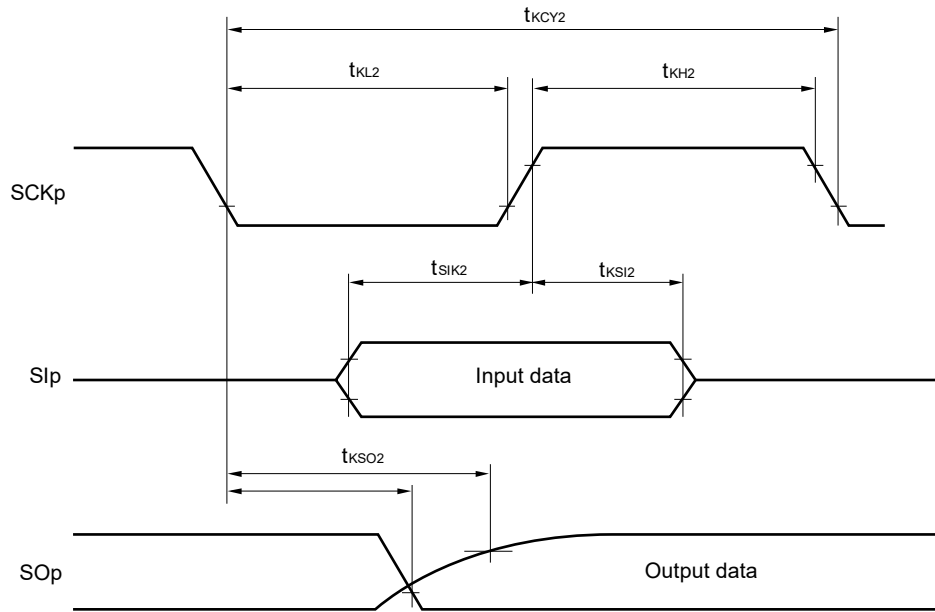 tKCY2
tKL2
tKH2
SCKp
tSIK2
tKSI2
SIp
Input data
tKSO2
SOp
Output data